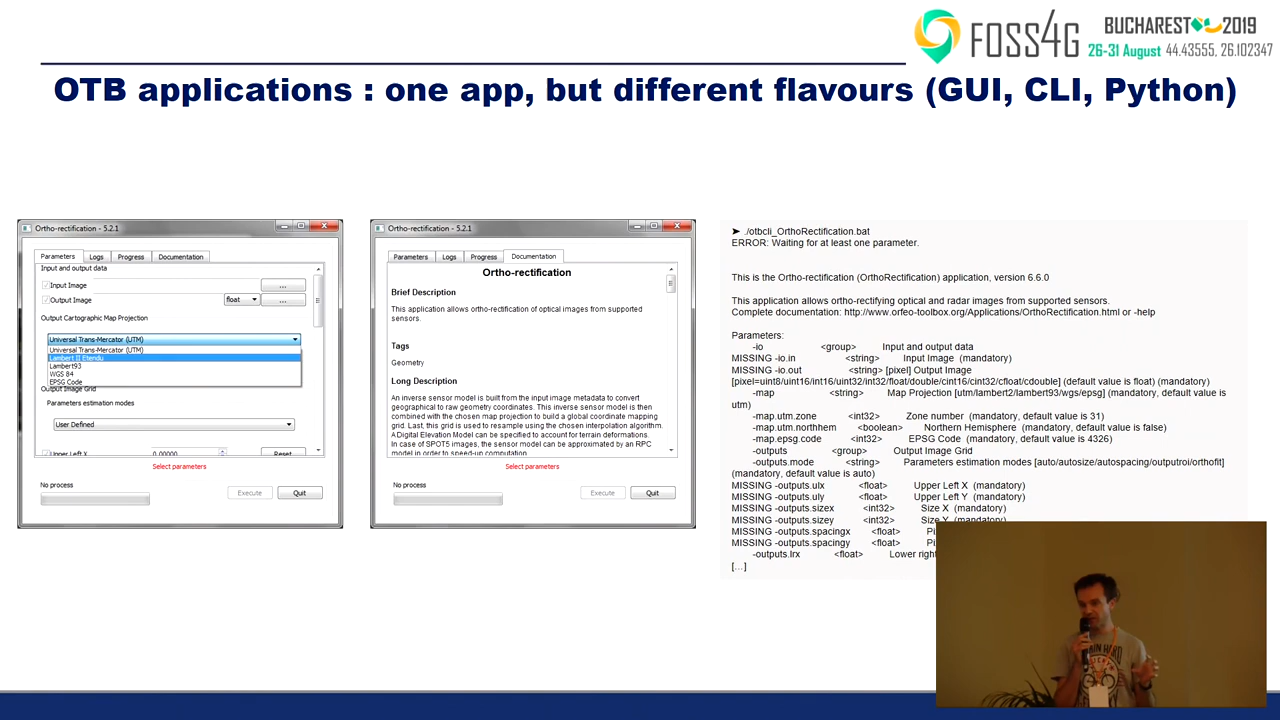 FOSS4G BUCHAREST 2019
26-31 August 44.43555, 26.102347
OTB applications : one app, but different flavours (GUI, CLI, Python)
Ortho-rectification - 5.2.1
Parameters Logs Progress Documentation
Input and output data
Input Image ...
Output Image float ...
Output Cartographic Map Projection
Universal Trans-Mercator (UTM)
Universal Trans-Mercator (UTM)
Lambert II Etendu
Lambert93
WGS 84
EPSG Code
Output Image Grid
Parameters estimation modes
User Defined
Upper Left X 0.00000 Reset
Select parameters
No process
Execute Quit
Ortho-rectification - 5.2.1
Parameters Logs Progress Documentation
Ortho-rectification
Brief Description
This application allows ortho-rectification of optical images from supported
sensors.
Tags
Geometry
Long Description
An inverse sensor model is built from the input image metadata to convert
geographical to raw geometry coordinates. This inverse sensor model is then
combined with the chosen map projection to build a global coordinate mapping
grid. Last, this grid is used to resample using the chosen interpolation algorithm.
A Digital Elevation Model can be specified to account for terrain deformations.
In case of SPOT5 images, the sensor model can be approximated by an RPC
model in order to speed-up computation.
Select parameters
No process
Execute Quit
➤ ./otbcli_OrthoRectification.bat
ERROR: Waiting for at least one parameter.
This is the Ortho-rectification (OrthoRectification) application, version 6.6.0
This application allows ortho-rectifying optical and radar images from supported sensors.
Complete documentation: http://www.orfeo-toolbox.org/Applications/OrthoRectification.html or -help
Parameters:
-io <group> Input and output data
MISSING -io.in <string> Input Image (mandatory)
MISSING -io.out <string> [pixel] Output Image
[pixel=uint8/uint16/int16/uint32/int32/float/double/cint16/cint32/cfloat/cdouble] (default value is float) (mandatory)
-map <string> Map Projection [utm/lambert2/lambert93/wgs/epsg] (mandatory, default value is
utm)
-map.utm.zone <int32> Zone number (mandatory, default value is 31)
-map.utm.northhem <boolean> Northern Hemisphere (mandatory, default value is false)
-map.epsg.code <int32> EPSG Code (mandatory, default value is 4326)
-outputs <group> Output Image Grid
-outputs.mode <string> Parameters estimation modes [auto/autosize/autospacing/outputroi/orthofit]
(mandatory, default value is auto)
MISSING -outputs.ulx <float> Upper Left X (mandatory)
MISSING -outputs.uly <float> Upper Left Y (mandatory)
MISSING -outputs.sizex <int32> Size X (mandatory)
MISSING -outputs.sizey <int32> Size Y (mandatory)
MISSING -outputs.spacingx <float>
MISSING -outputs.spacingy <float>
-outputs.lrx <float> Lower right
[...]